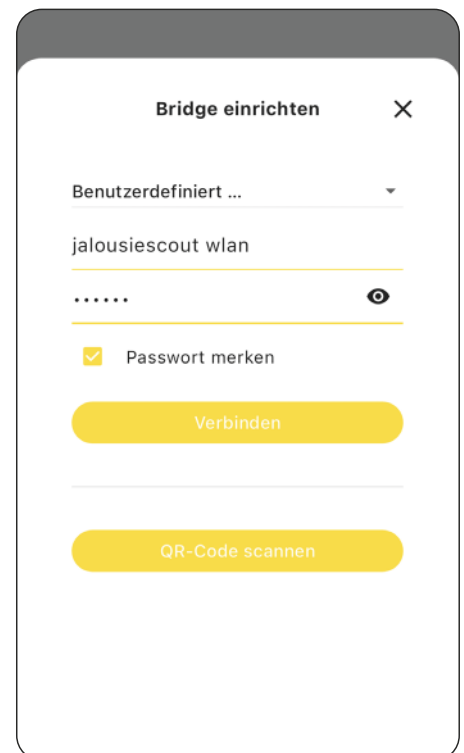 Bridge einrichten
Benutzerdefiniert ...
jalousiescout wlan
······
Passwort merken
Verbinden
QR-Code scannen